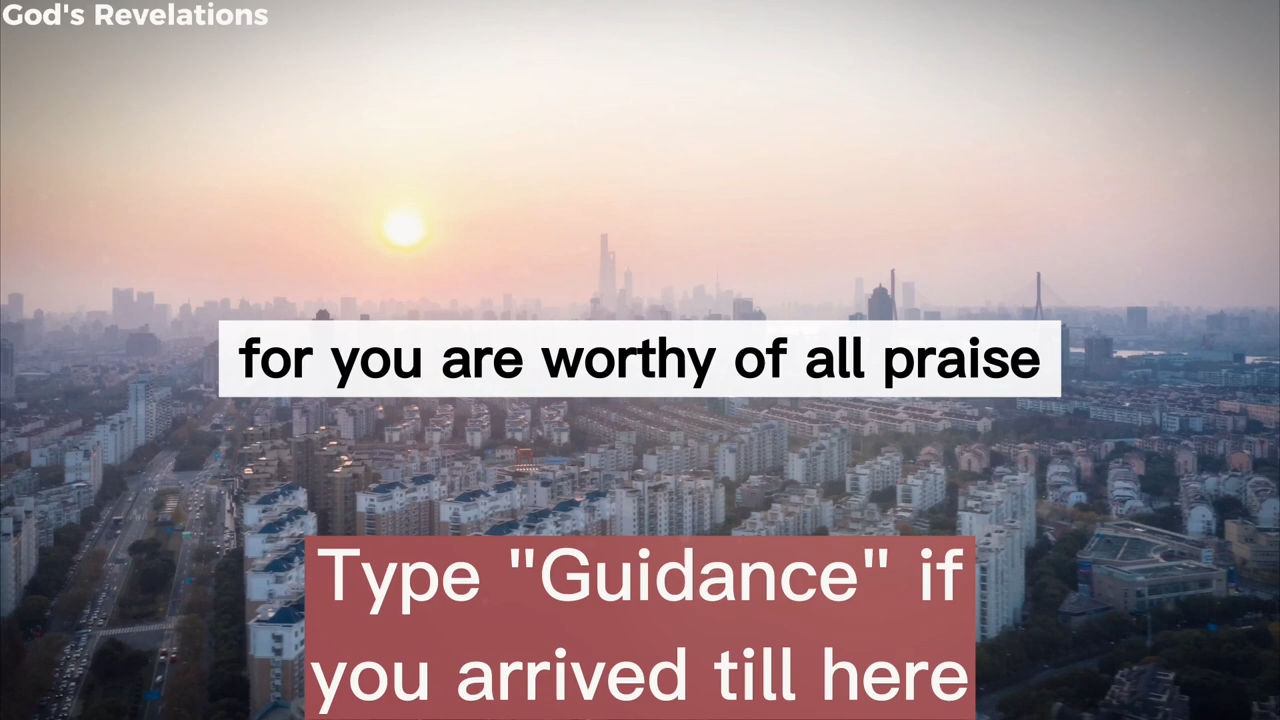 God's Revelations
for you are worthy of all praise
Type "Guidance" if
you arrived till here